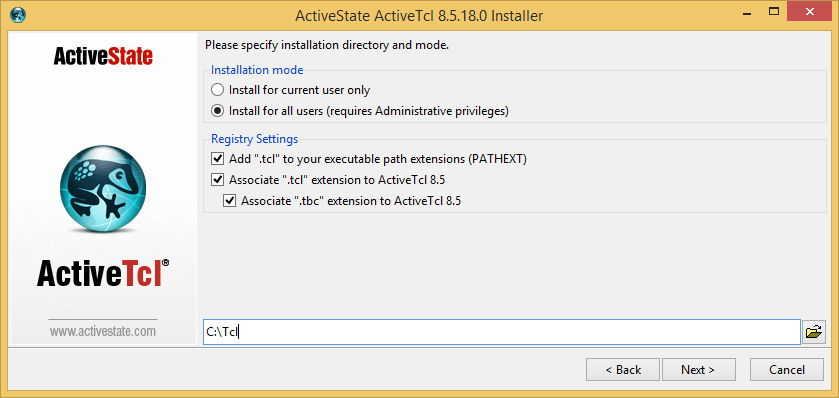 ActiveState ActiveTcl 8.5.18.0 Installer
ActiveState
Please specify installation directory and mode.
Installation mode
Install for current user only
Install for all users (requires Administrative privileges)
Registry Settings
Add ".tcl" to your executable path extensions (PATHEXT)
Associate ".tcl" extension to ActiveTcl 8.5
Associate ".tbc" extension to ActiveTcl 8.5
ActiveTcl®
www.activestate.com
C:\Tcl
< Back
Next >
Cancel